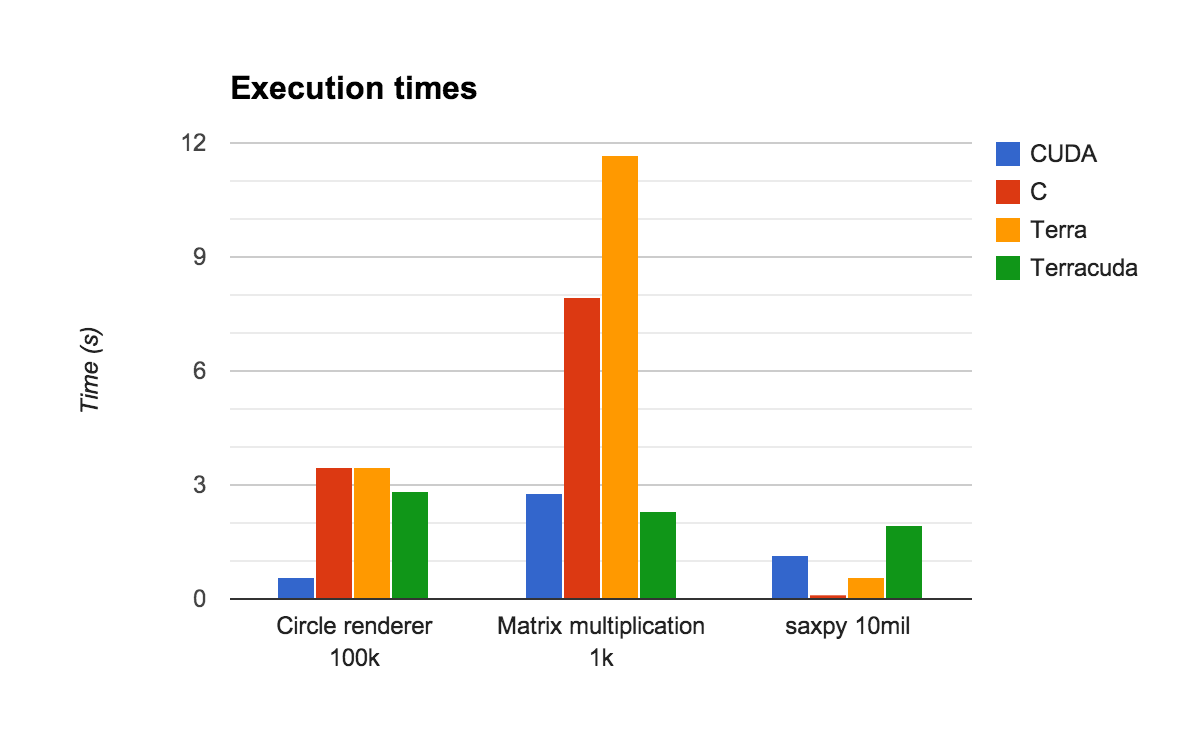 Execution times
12
9
6
3
0
Time (s)
CUDA
C
Terra
Terracuda
Circle renderer
100k
Matrix multiplication
1k
saxpy 10mil